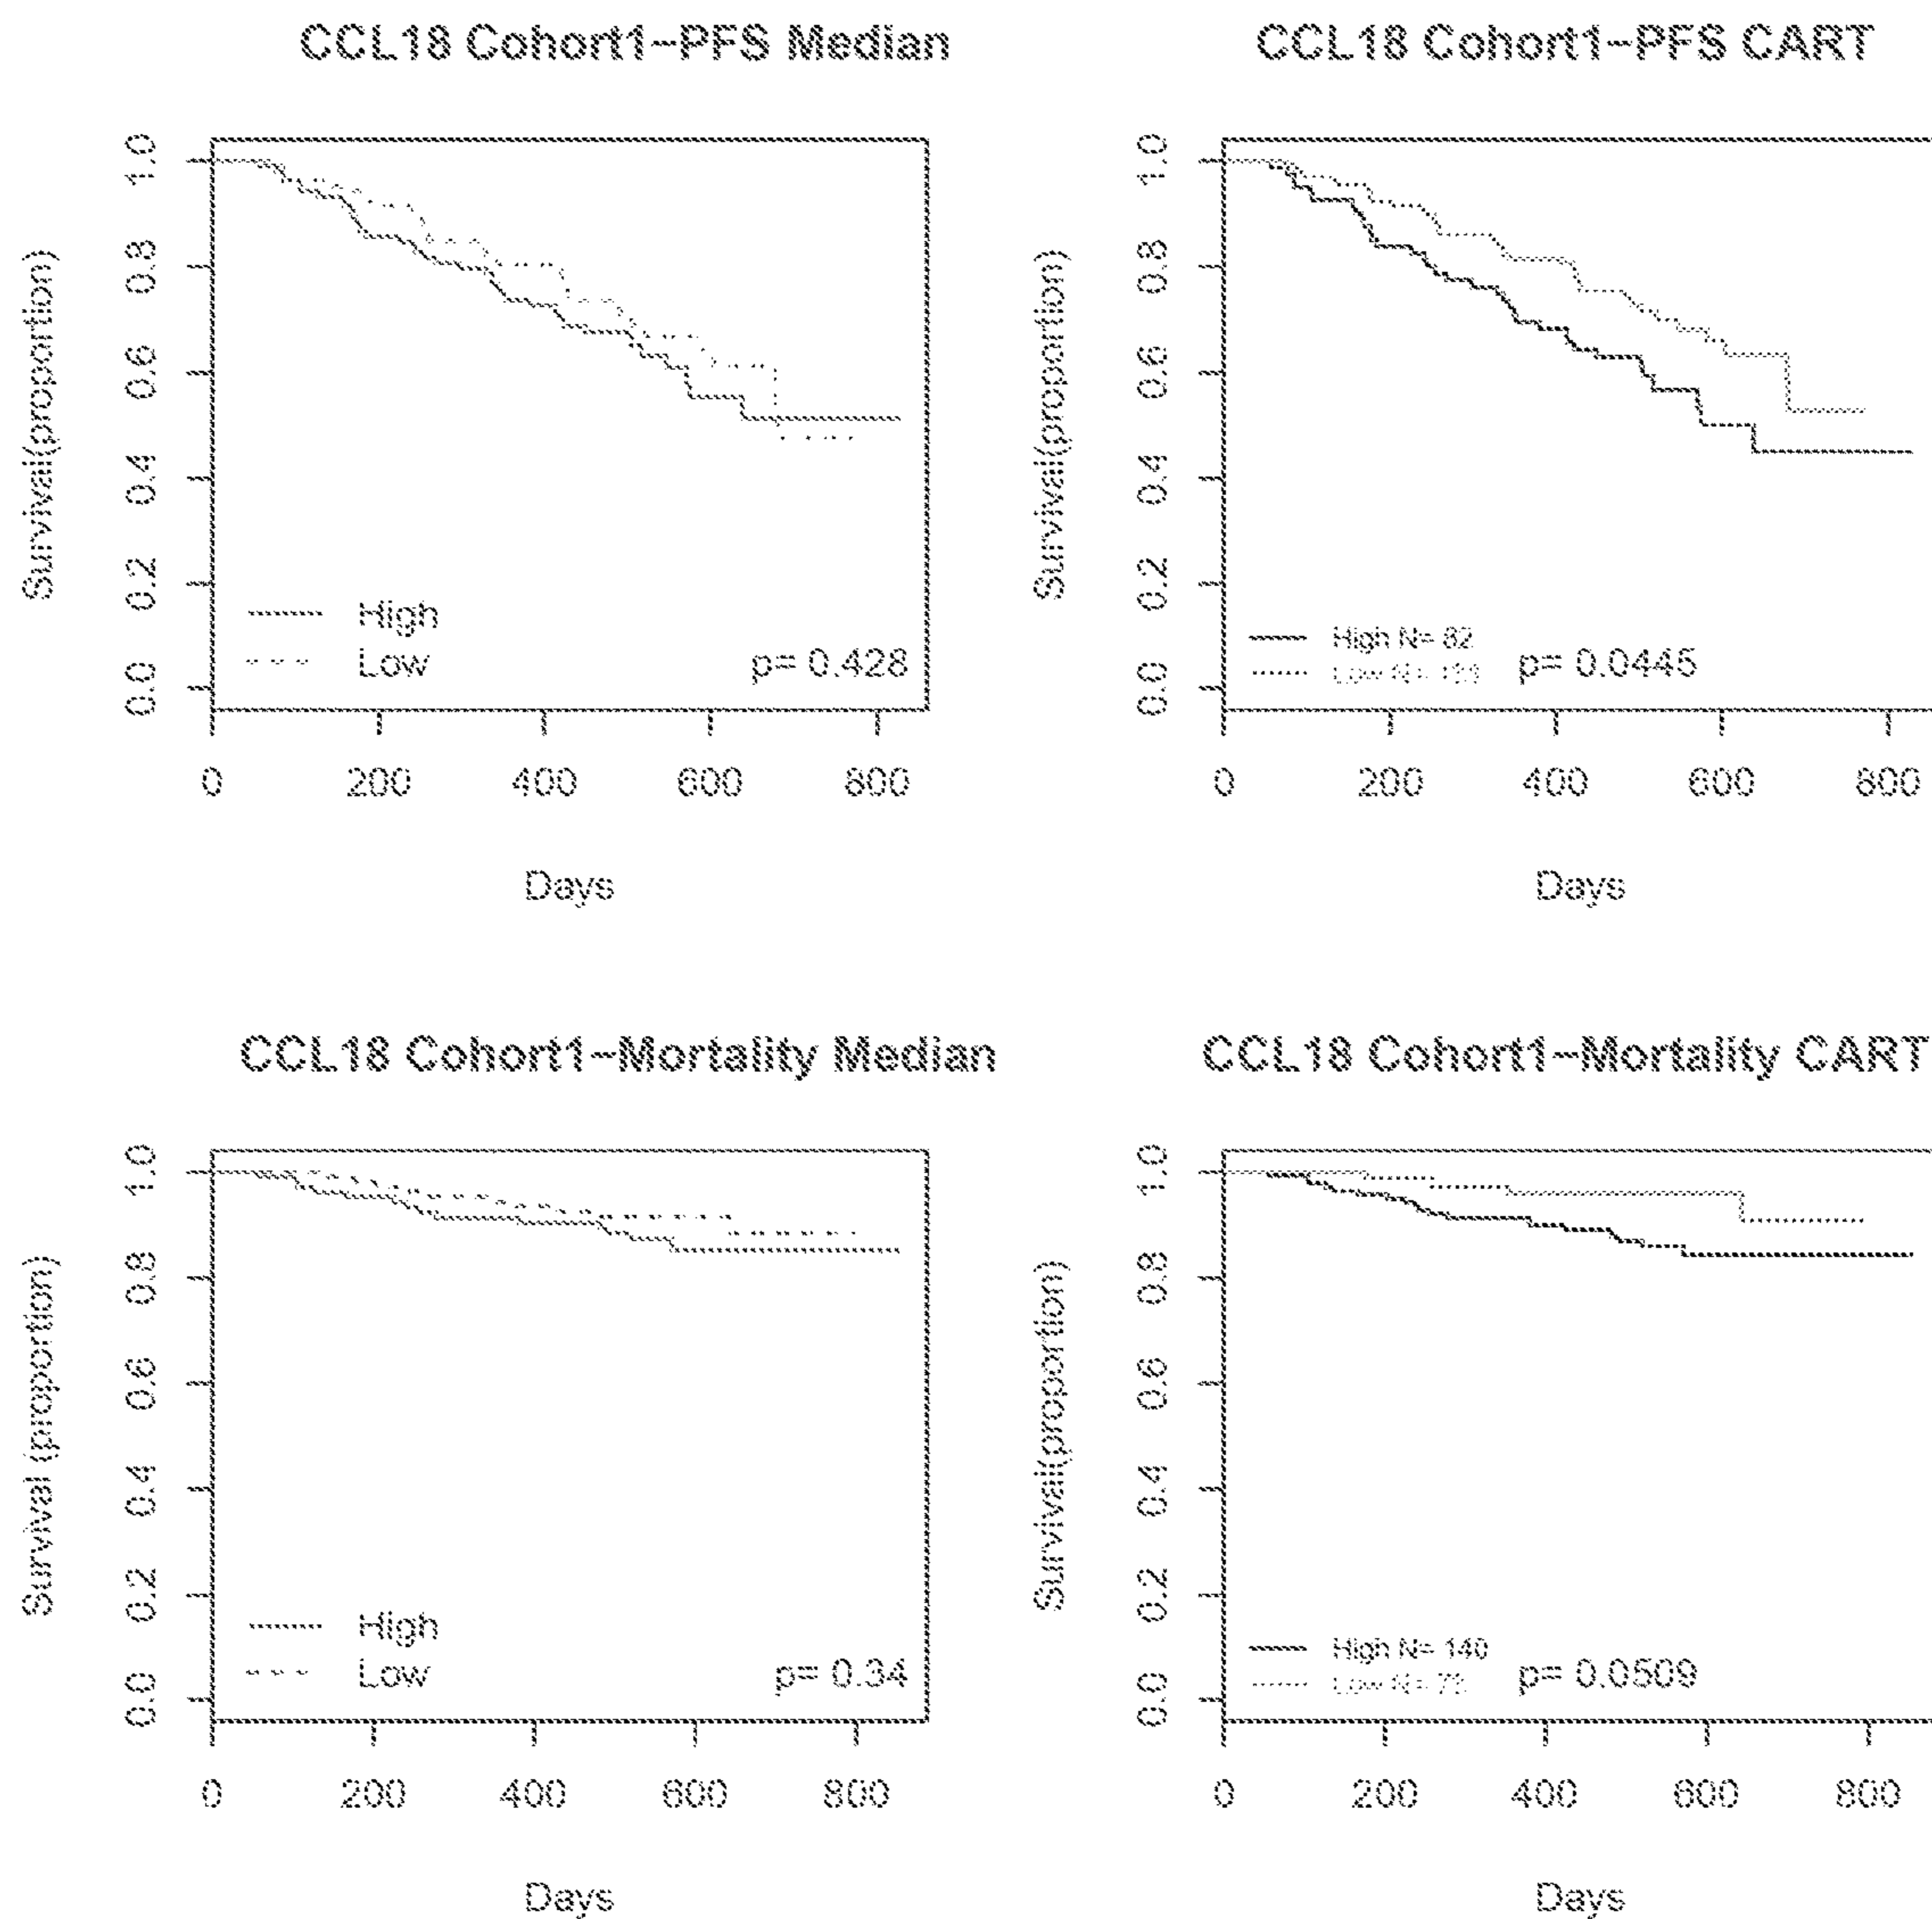 CCL18 Cohort1-PFS Median
Survival(proportion)
1.0
0.8
0.6
0.4
0.2
0.0
High
Low
p= 0.428
0 200 400 600 800
Days
CCL18 Cohort1-PFS CART
Survival(proportion)
1.0
0.8
0.6
0.4
0.2
0.0
High N= 82
Low N=
p= 0.0445
0 200 400 600 800
Days
CCL18 Cohort1-Mortality Median
Survival (proportion)
1.0
0.8
0.6
0.4
0.2
0.0
High
Low
p= 0.34
0 200 400 600 800
Days
CCL18 Cohort1-Mortality CART
Survival(proportion)
1.0
0.8
0.6
0.4
0.2
0.0
High N= 140
Low N=
p= 0.0509
0 200 400 600 800
Days